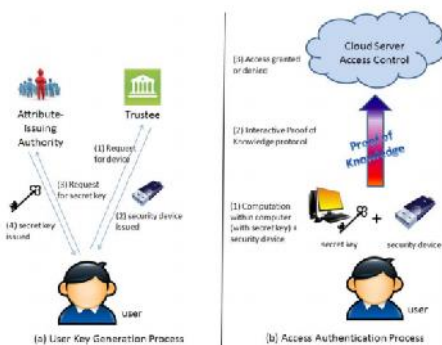 Attribute-
Issuing
Authority
Trustee
(1) Request
for device
(3) Request
for secret key
(4) secret key
issued
(2) security device
issued
user
(a) User Key Generation Process
Cloud Server
Access Control
(3) Access granted
or denied
(2) Interactive Proof of
Knowledge protocol
Proof of
Knowledge
(1) Computation
within computer
(with secret key) +
security device
+
secret key
security device
user
(b) Access Authentication Process